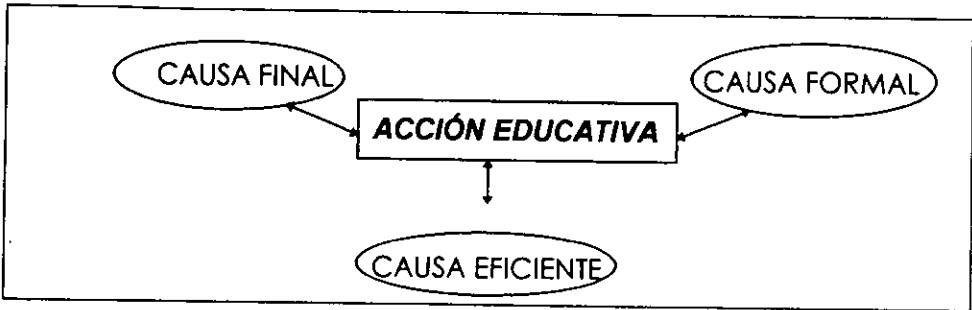 CAUSA FINAL
CAUSA FORMAL
ACCIÓN EDUCATIVA
CAUSA EFICIENTE